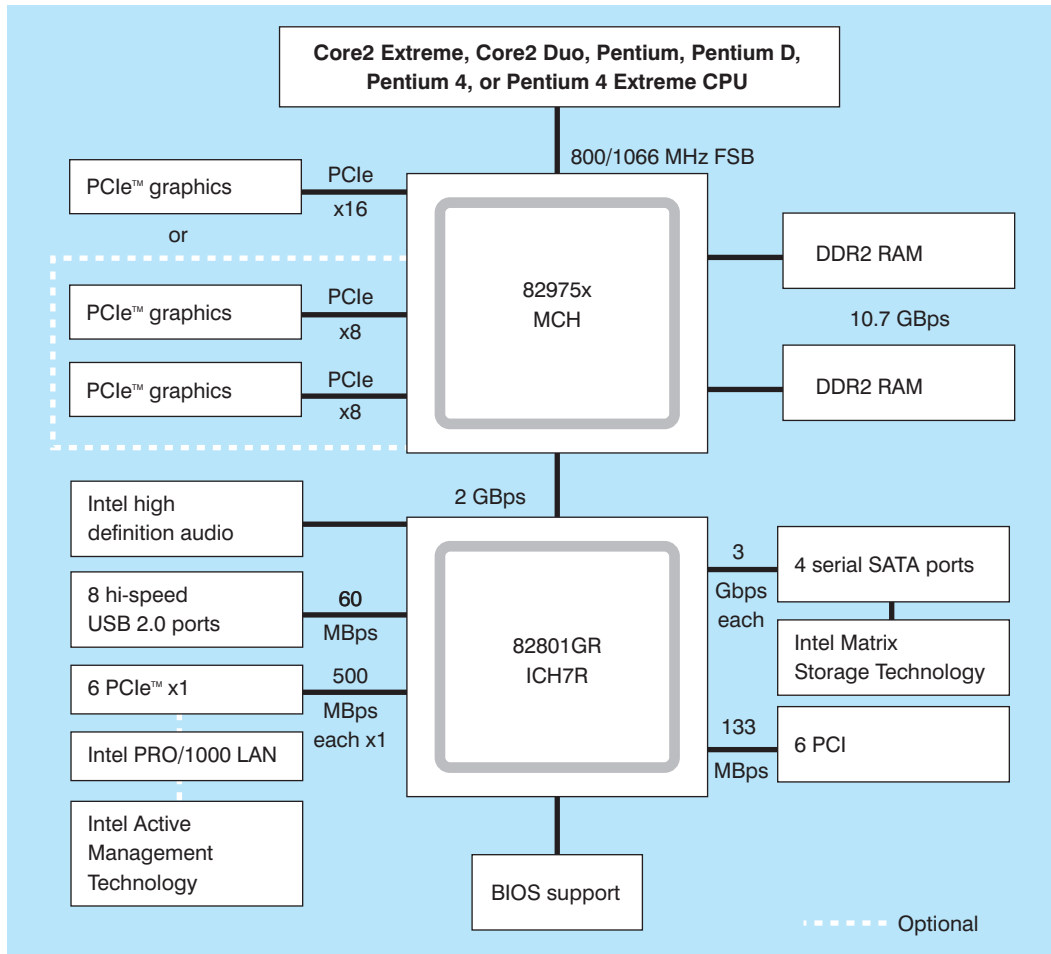 Core2 Extreme, Core2 Duo, Pentium, Pentium D,
Pentium 4, or Pentium 4 Extreme CPU
800/1066 MHz FSB
PCIe™ graphics
PCIe
x16
or
PCIe™ graphics
PCIe
x8
PCIe™ graphics
PCIe
x8
82975x
MCH
DDR2 RAM
10.7 GBps
DDR2 RAM
2 GBps
Intel high
definition audio
8 hi-speed
USB 2.0 ports
60
MBps
6 PCIe™ x1
500
MBps
each x1
Intel PRO/1000 LAN
Intel Active
Management
Technology
82801GR
ICH7R
3
Gbps
each
4 serial SATA ports
Intel Matrix
Storage Technology
133
MBps
6 PCI
BIOS support
Optional